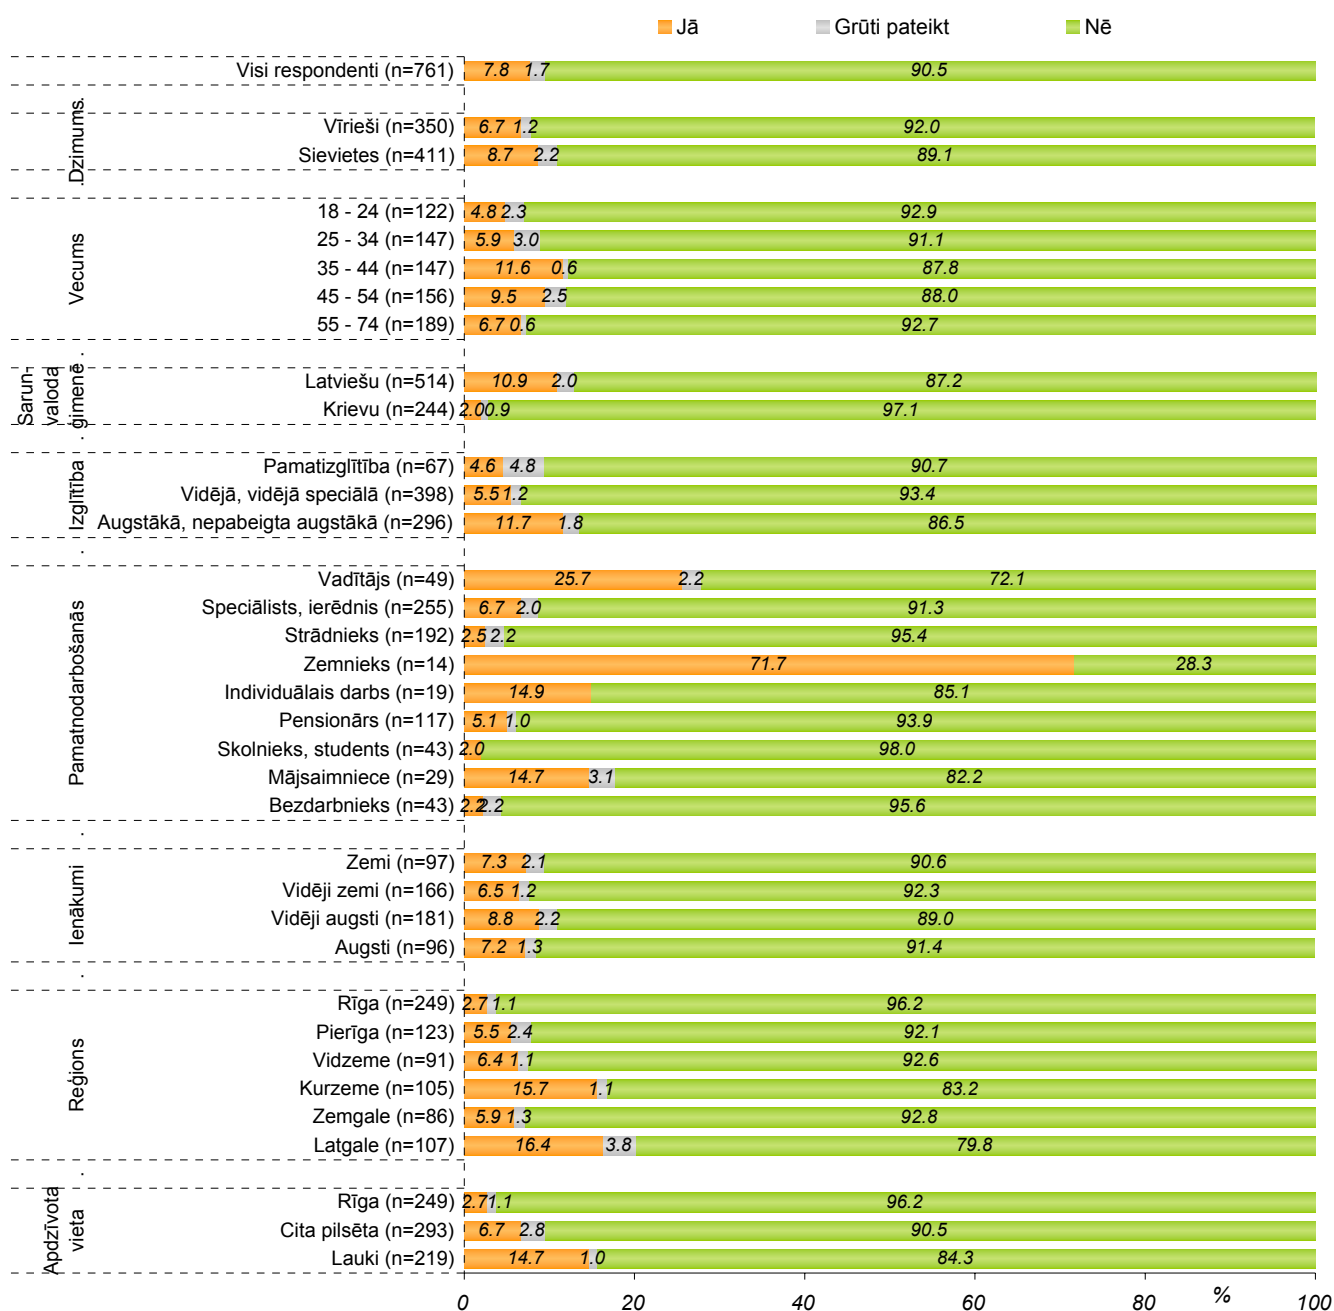 Jā Grūti pateikt Nē
Visi respondenti (n=761) 7.8 1.7 90.5
.Dzimums.
Vīrieši (n=350) 6.7 1.2 92.0
Sievietes (n=411) 8.7 2.2 89.1
Vecums
18 - 24 (n=122) 4.8 2.3 92.9
25 - 34 (n=147) 5.9 3.0 91.1
35 - 44 (n=147) 11.6 0.6 87.8
45 - 54 (n=156) 9.5 2.5 88.0
55 - 74 (n=189) 6.7 0.6 92.7
Sarun-
valoda
. ģimenē .
Latviešu (n=514) 10.9 2.0 87.2
Krievu (n=244) 2.0 0.9 97.1
Izglītība
Pamatizglītība (n=67) 4.6 4.8 90.7
Vidējā, vidējā speciālā (n=398) 5.5 1.2 93.4
Augstākā, nepabeigta augstākā (n=296) 11.7 1.8 86.5
Pamatnodarbošanās .
Vadītājs (n=49) 25.7 2.2 72.1
Speciālists, ierēdnis (n=255) 6.7 2.0 91.3
Strādnieks (n=192) 2.5 2.2 95.4
Zemnieks (n=14) 71.7 28.3
Individuālais darbs (n=19) 14.9 85.1
Pensionārs (n=117) 5.1 1.0 93.9
Skolnieks, students (n=43) 2.0 98.0
Mājsaimniece (n=29) 14.7 3.1 82.2
Bezdarbnieks (n=43) 2.2 2.2 95.6
. Ienākumi .
Zemi (n=97) 7.3 2.1 90.6
Vidēji zemi (n=166) 6.5 1.2 92.3
Vidēji augsti (n=181) 8.8 2.2 89.0
Augsti (n=96) 7.2 1.3 91.4
Reģions
Rīga (n=249) 2.7 1.1 96.2
Pierīga (n=123) 5.5 2.4 92.1
Vidzeme (n=91) 6.4 1.1 92.6
Kurzeme (n=105) 15.7 1.1 83.2
Zemgale (n=86) 5.9 1.3 92.8
Latgale (n=107) 16.4 3.8 79.8
Apdzīvota
vieta .
Rīga (n=249) 2.7 1.1 96.2
Cita pilsēta (n=293) 6.7 2.8 90.5
Lauki (n=219) 14.7 1.0 84.3
0 20 40 60 80 % 100